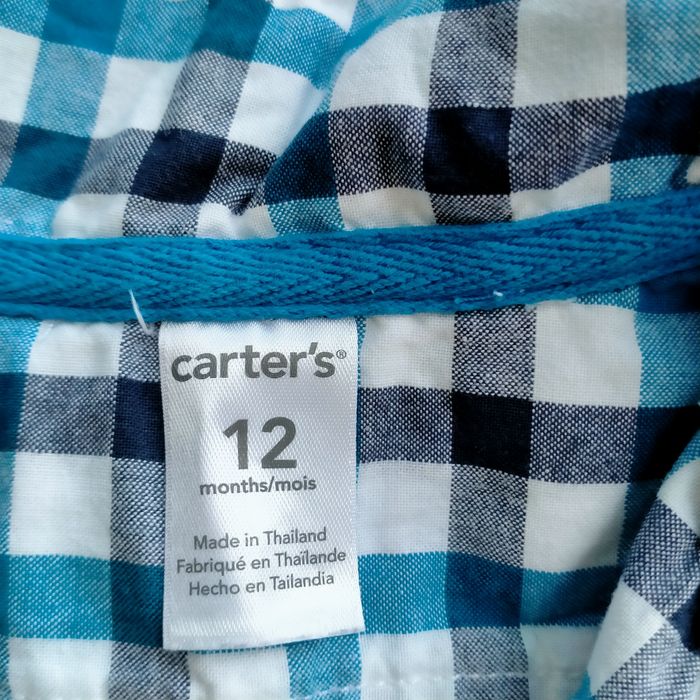 carter's®
12
months/mois
Made in Thailand
Fabriqué en Thaïlande
Hecho en Tailandia